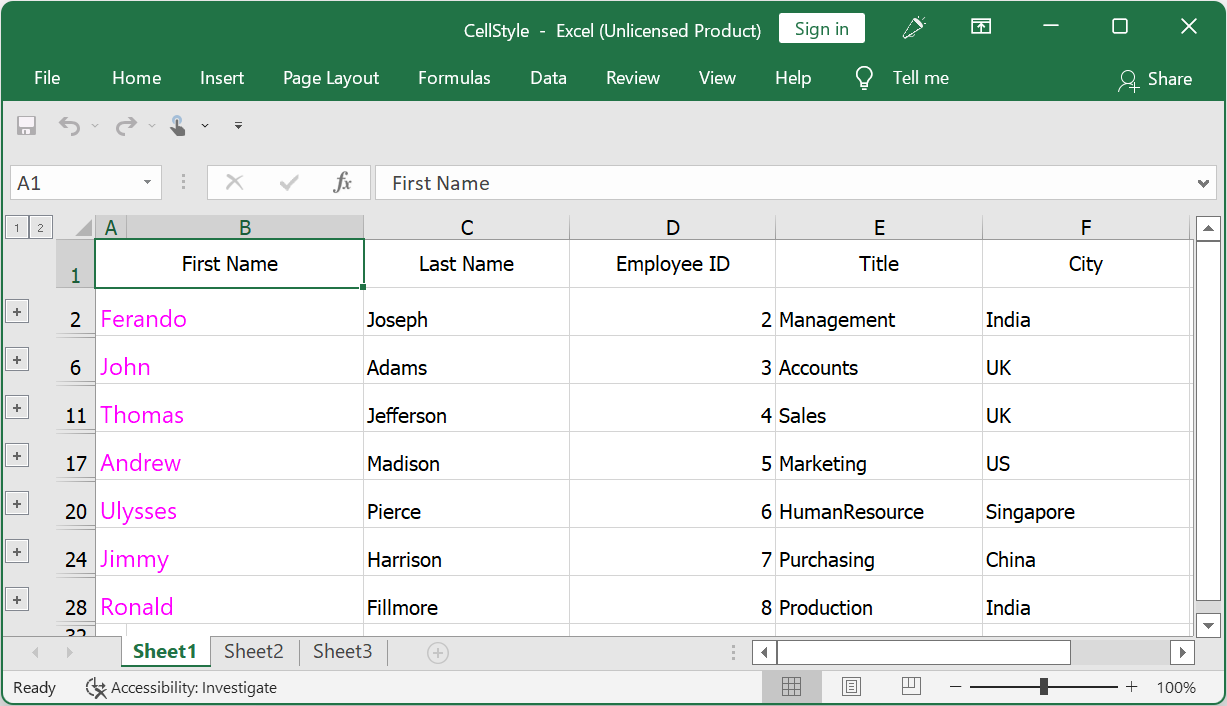 CellStyle - Excel (Unlicensed Product) Sign in
File Home Insert Page Layout Formulas Data Review View Help Tell me Share
A1 fx First Name
1 2 A B C D E F
1 First Name Last Name Employee ID Title City
2 Ferando Joseph 2 Management India
6 John Adams 3 Accounts UK
11 Thomas Jefferson 4 Sales UK
17 Andrew Madison 5 Marketing US
20 Ulysses Pierce 6 HumanResource Singapore
24 Jimmy Harrison 7 Purchasing China
28 Ronald Fillmore 8 Production India
32
Sheet1 Sheet2 Sheet3
Ready Accessibility: Investigate 100%